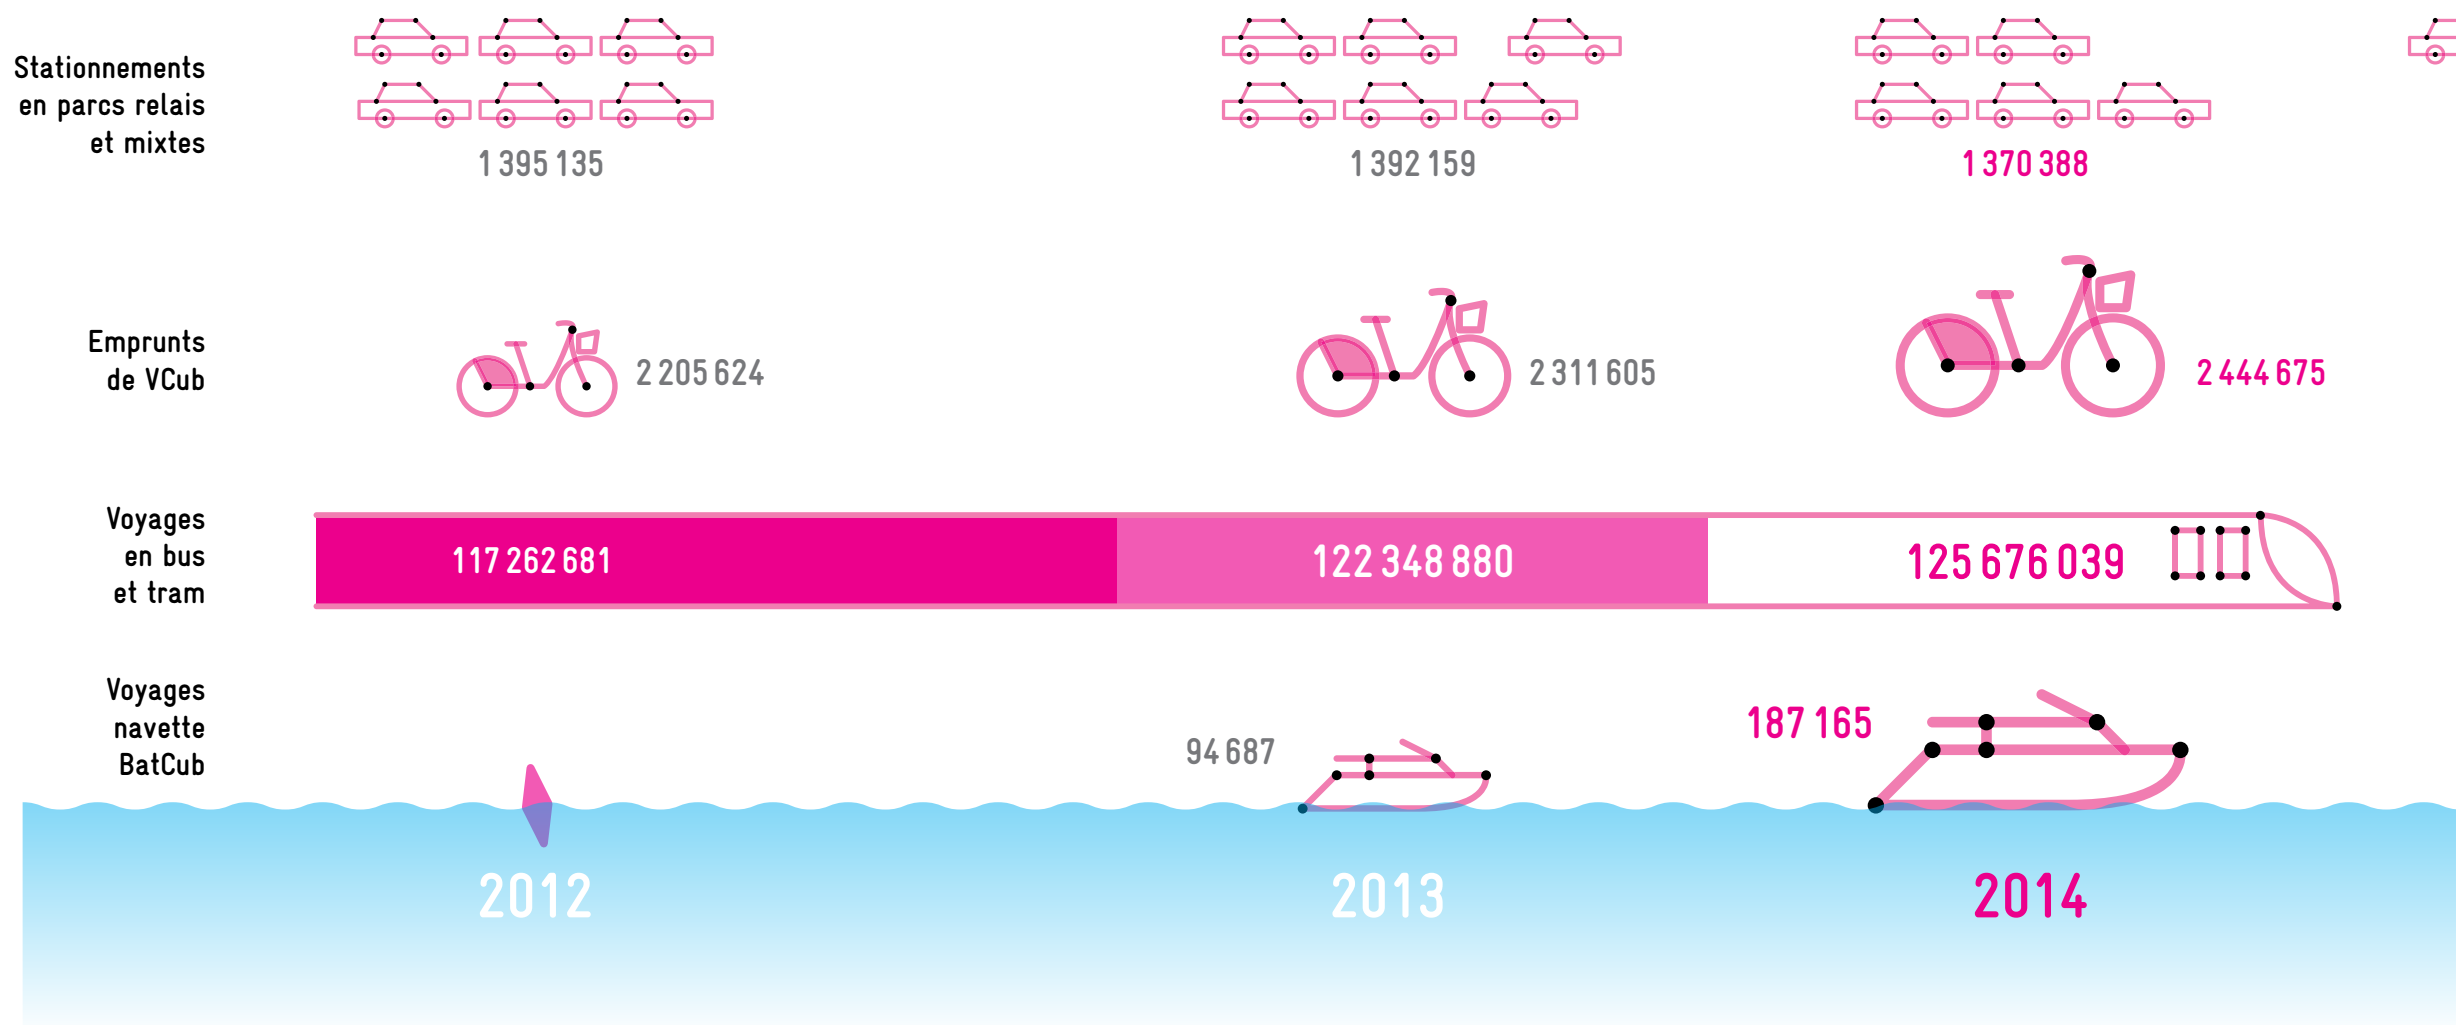 Stationnements
en parcs relais
et mixtes
1 395 135
1 392 159
1 370 388
Emprunts
de VCub
2 205 624
2 311 605
2 444 675
Voyages
en bus
et tram
117 262 681
122 348 880
125 676 039
Voyages
navette
BatCub
94 687
187 165
2012
2013
2014